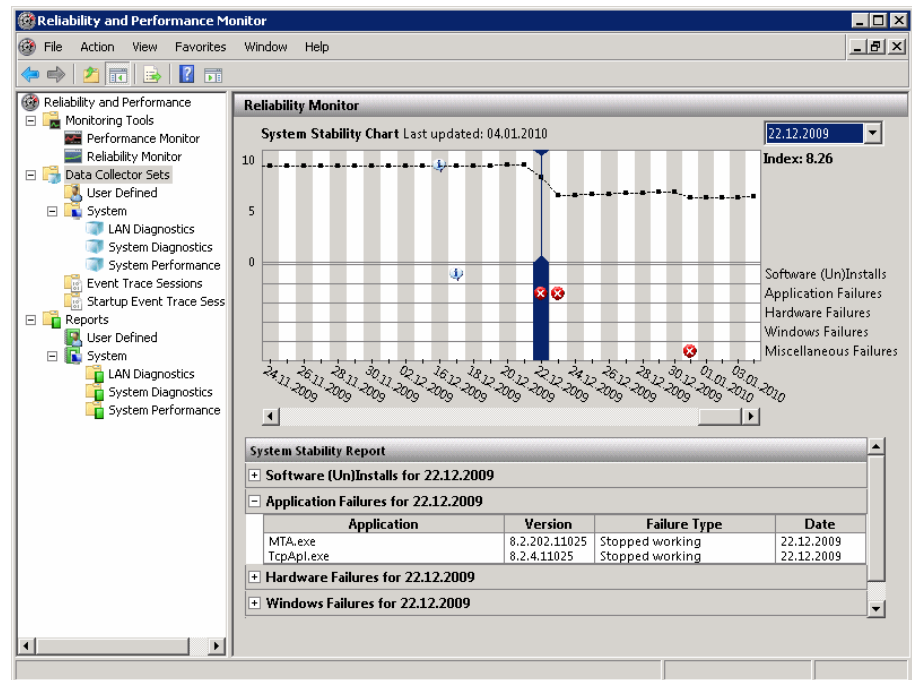 Reliability and Performance Monitor
File Action View Favorites Window Help
Reliability and Performance
Monitoring Tools
Performance Monitor
Reliability Monitor
Data Collector Sets
User Defined
System
LAN Diagnostics
System Diagnostics
System Performance
Event Trace Sessions
Startup Event Trace Sess
Reports
User Defined
System
LAN Diagnostics
System Diagnostics
System Performance
Reliability Monitor
System Stability Chart Last updated: 04.01.2010
22.12.2009
Index: 8.26
10
5
0
Software (Un)Installs
Application Failures
Hardware Failures
Windows Failures
Miscellaneous Failures
24.11.2009
26.11.2009
28.11.2009
30.11.2009
02.12.2009
16.12.2009
18.12.2009
20.12.2009
22.12.2009
24.12.2009
26.12.2009
28.12.2009
30.12.2009
01.01.2010
03.01.2010
System Stability Report
Software (Un)Installs for 22.12.2009
Application Failures for 22.12.2009
Application Version Failure Type Date
MTA.exe 8.2.202.11025 Stopped working 22.12.2009
TcpApl.exe 8.2.4.11025 Stopped working 22.12.2009
Hardware Failures for 22.12.2009
Windows Failures for 22.12.2009